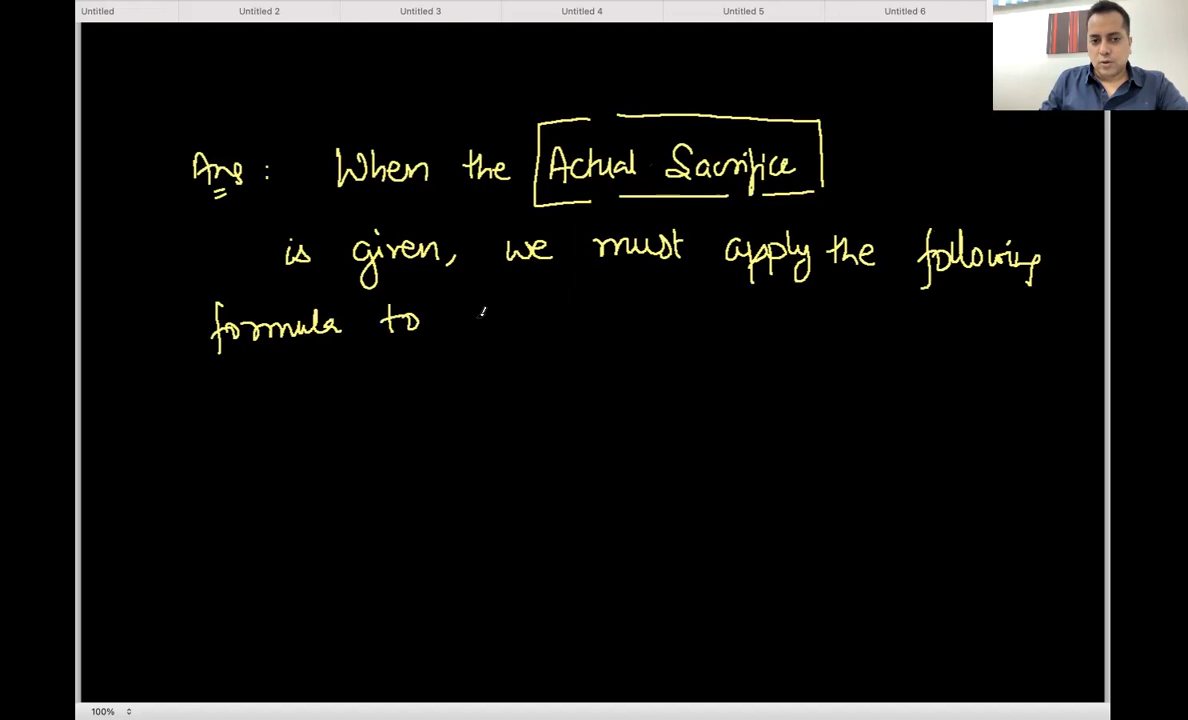 Untitled Untitled 2 Untitled 3 Untitled 4 Untitled 5 Untitled 6
Ans : When the Actual Sacrifice
is given, we must apply the following
formula to
100%